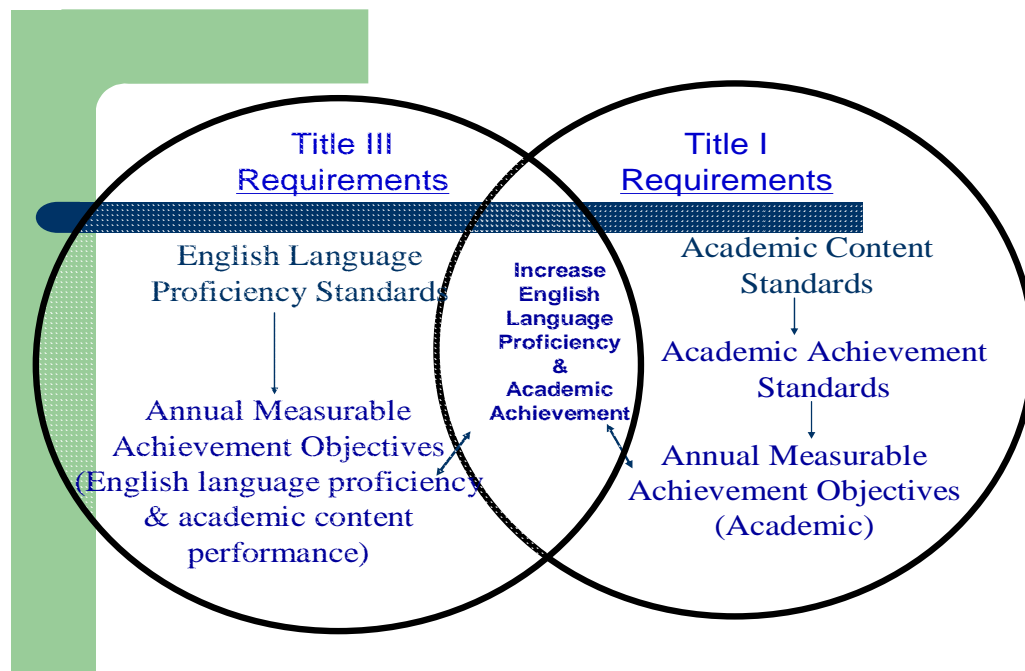 Title III
Requirements
English Language
Proficiency Standards
Annual Measurable
Achievement Objectives
(English language proficiency
& academic content
performance)
Increase
English
Language
Proficiency
&
Academic
Achievement
Title I
Requirements
Academic Content
Standards
Academic Achievement
Standards
Annual Measurable
Achievement Objectives
(Academic)